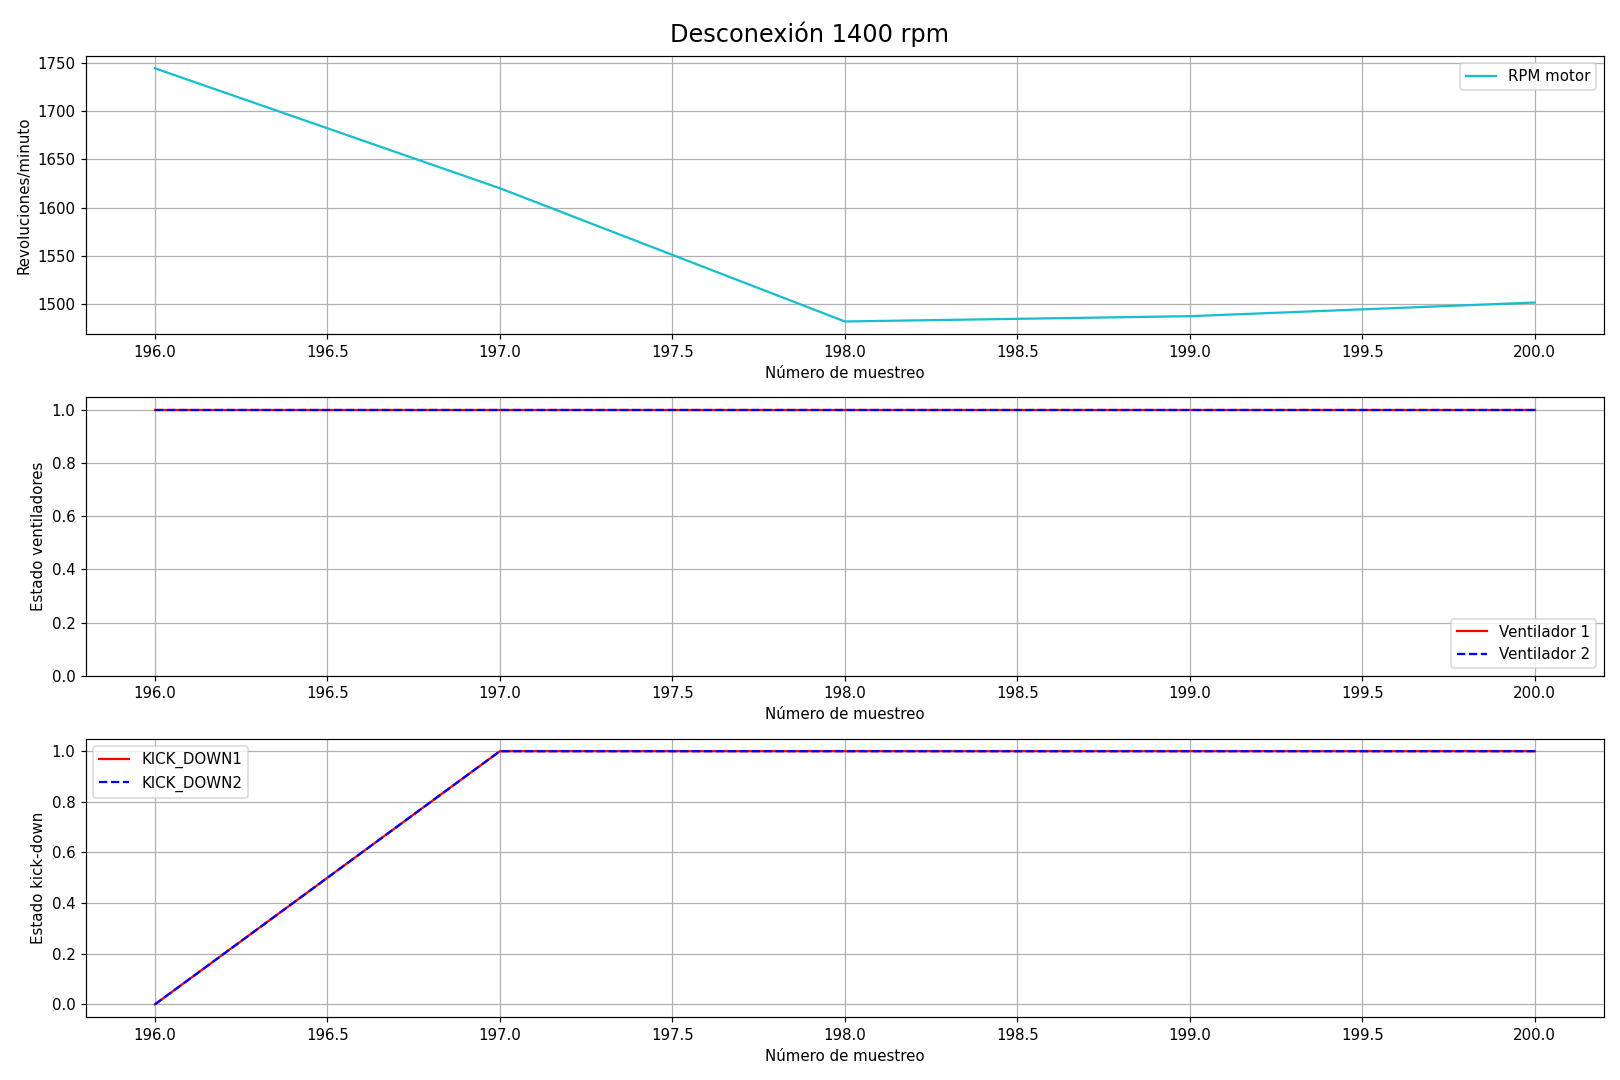 Desconexión 1400 rpm
1750
1700
1650
1600
1550
1500
Revoluciones/minuto
RPM motor
196.0 196.5 197.0 197.5 198.0 198.5 199.0 199.5 200.0
Número de muestreo
1.0
0.8
0.6
0.4
0.2
0.0
Estado ventiladores
Ventilador 1
Ventilador 2
196.0 196.5 197.0 197.5 198.0 198.5 199.0 199.5 200.0
Número de muestreo
1.0
0.8
0.6
0.4
0.2
0.0
Estado kick-down
KICK_DOWN1
KICK_DOWN2
196.0 196.5 197.0 197.5 198.0 198.5 199.0 199.5 200.0
Número de muestreo